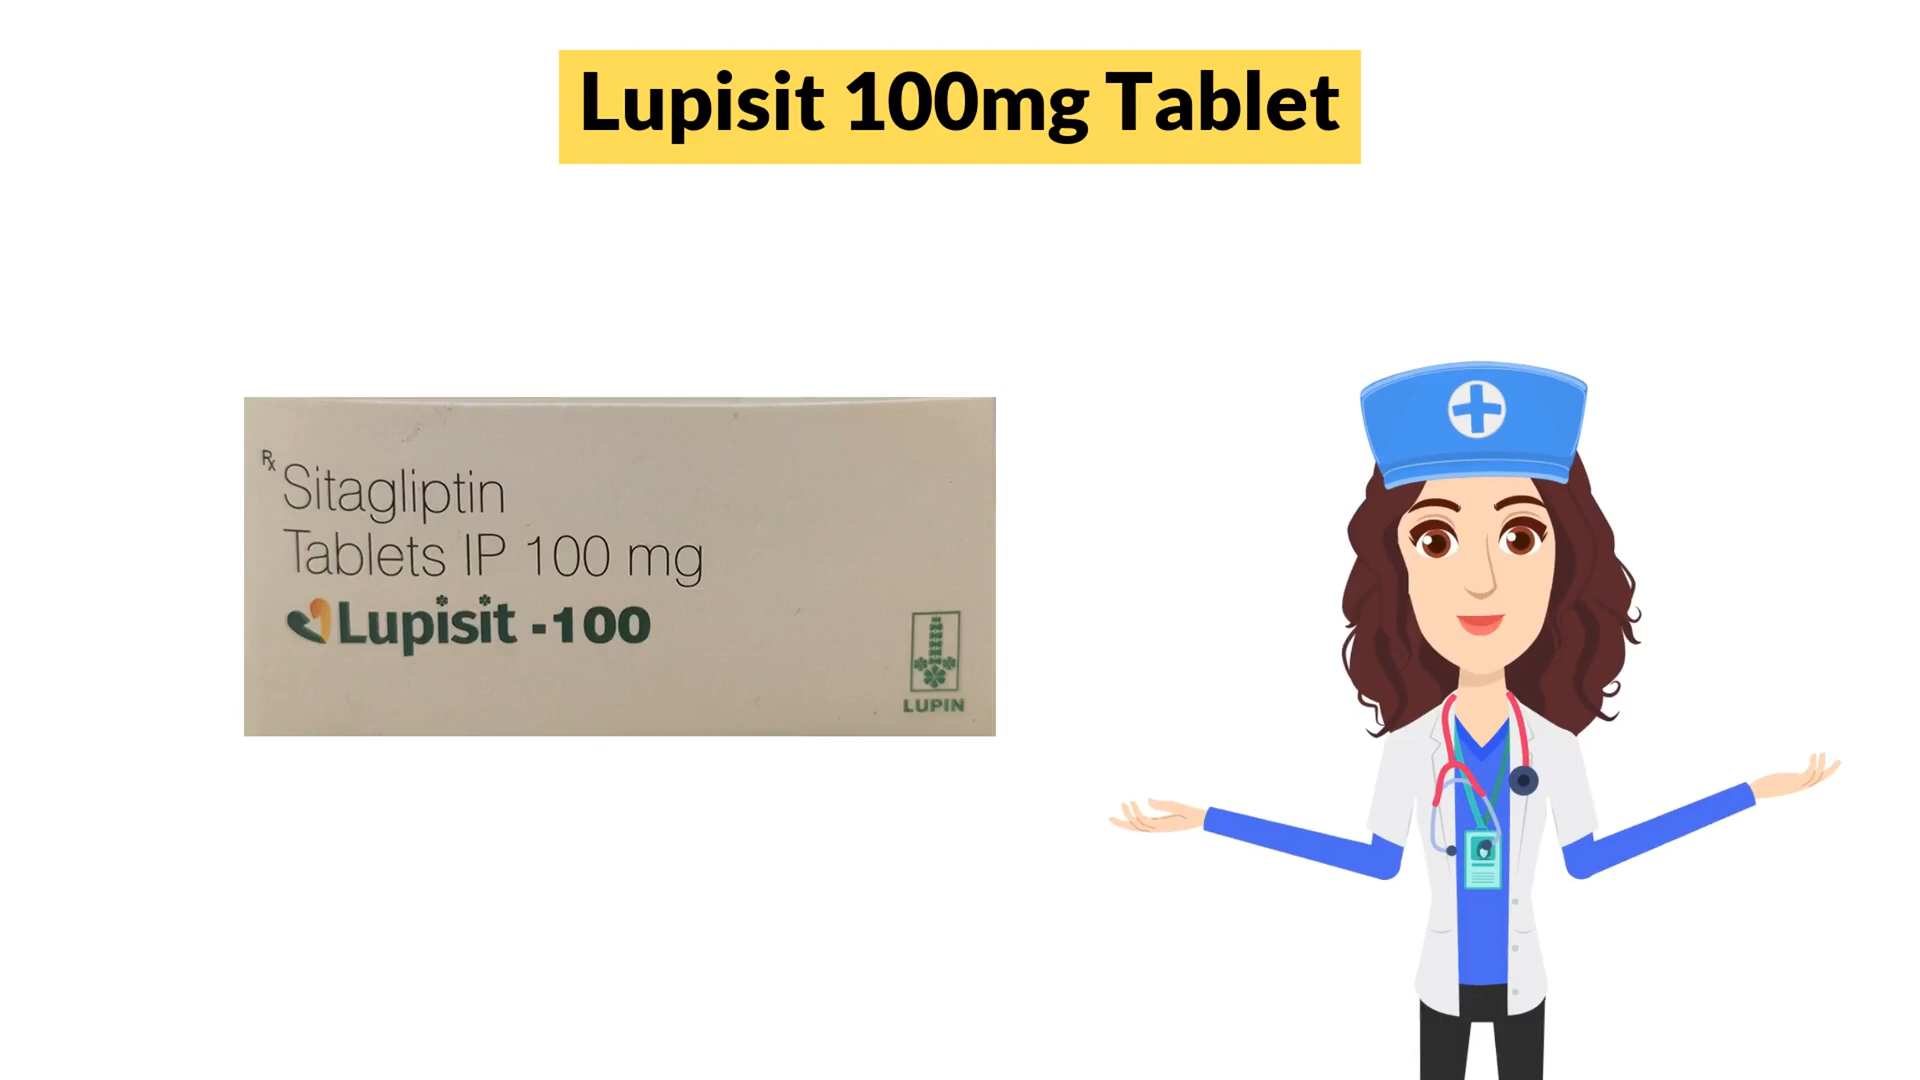 Lupisit 100mg Tablet
Rx Sitagliptin
Tablets IP 100 mg
Lupisit -100
LUPIN